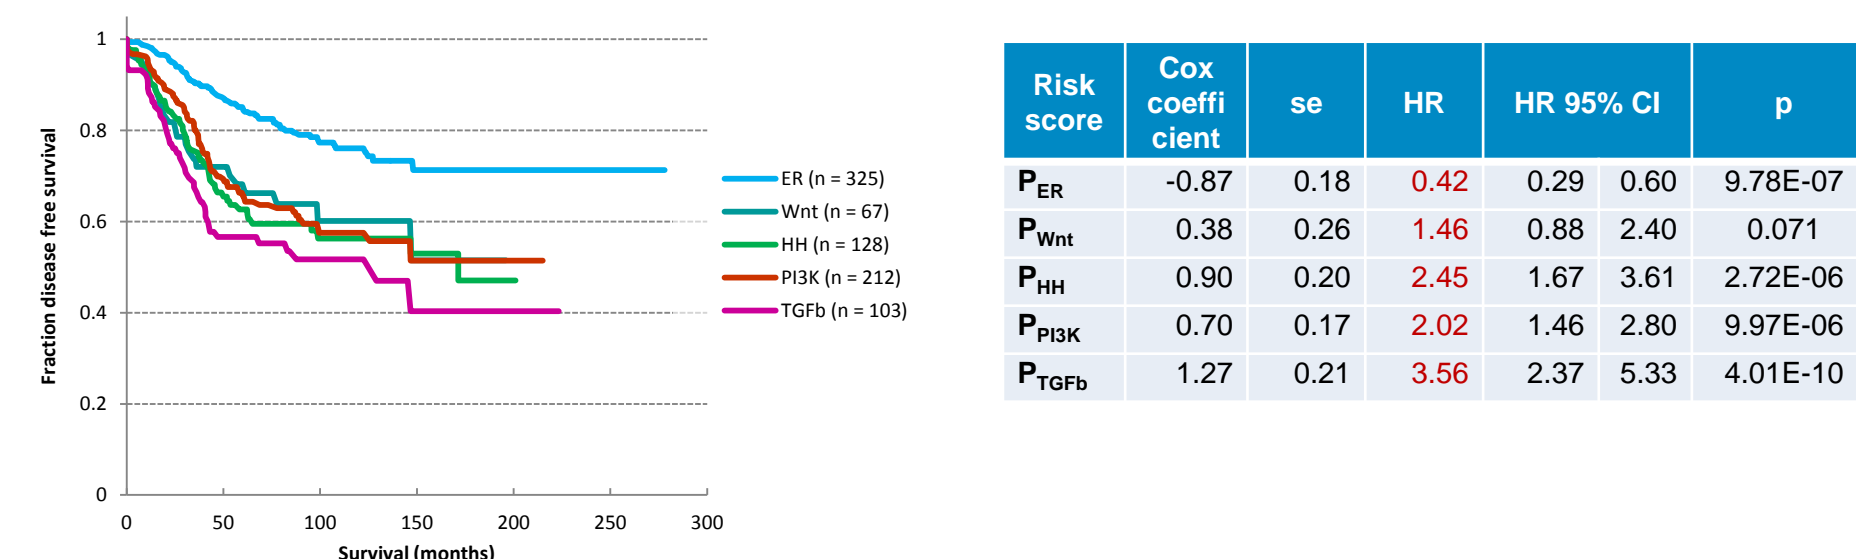 Fraction disease free survival
1
0.8
0.6
0.4
0.2
0
0 50 100 150 200 250 300
Survival (months)
ER (n = 325)
Wnt (n = 67)
HH (n = 128)
PI3K (n = 212)
TGFb (n = 103)
Risk score Cox coeffi cient se HR HR 95% CI p
P_ER -0.87 0.18 0.42 0.29 0.60 9.78E-07
P_Wnt 0.38 0.26 1.46 0.88 2.40 0.071
P_HH 0.90 0.20 2.45 1.67 3.61 2.72E-06
P_PI3K 0.70 0.17 2.02 1.46 2.80 9.97E-06
P_TGFb 1.27 0.21 3.56 2.37 5.33 4.01E-10